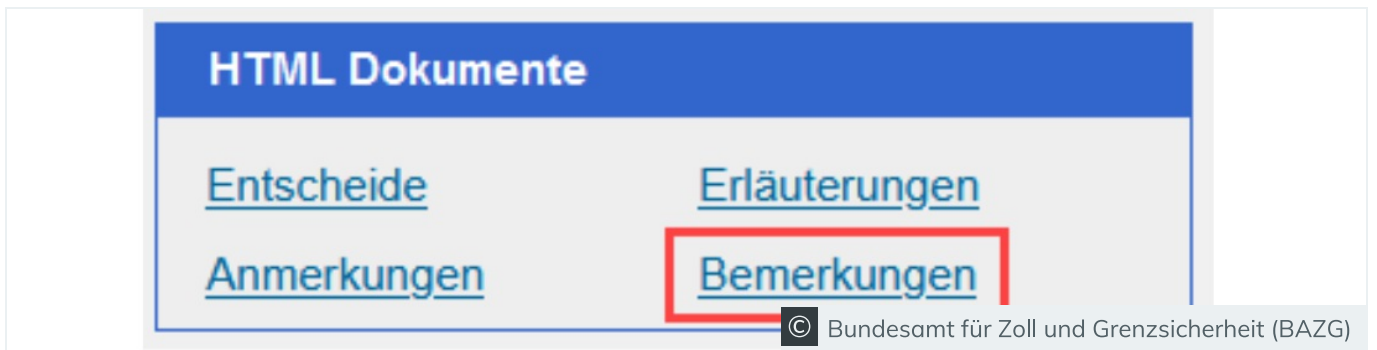 HTML Dokumente
Entscheide Erläuterungen
Anmerkungen Bemerkungen
© Bundesamt für Zoll und Grenzsicherheit (BAZG)